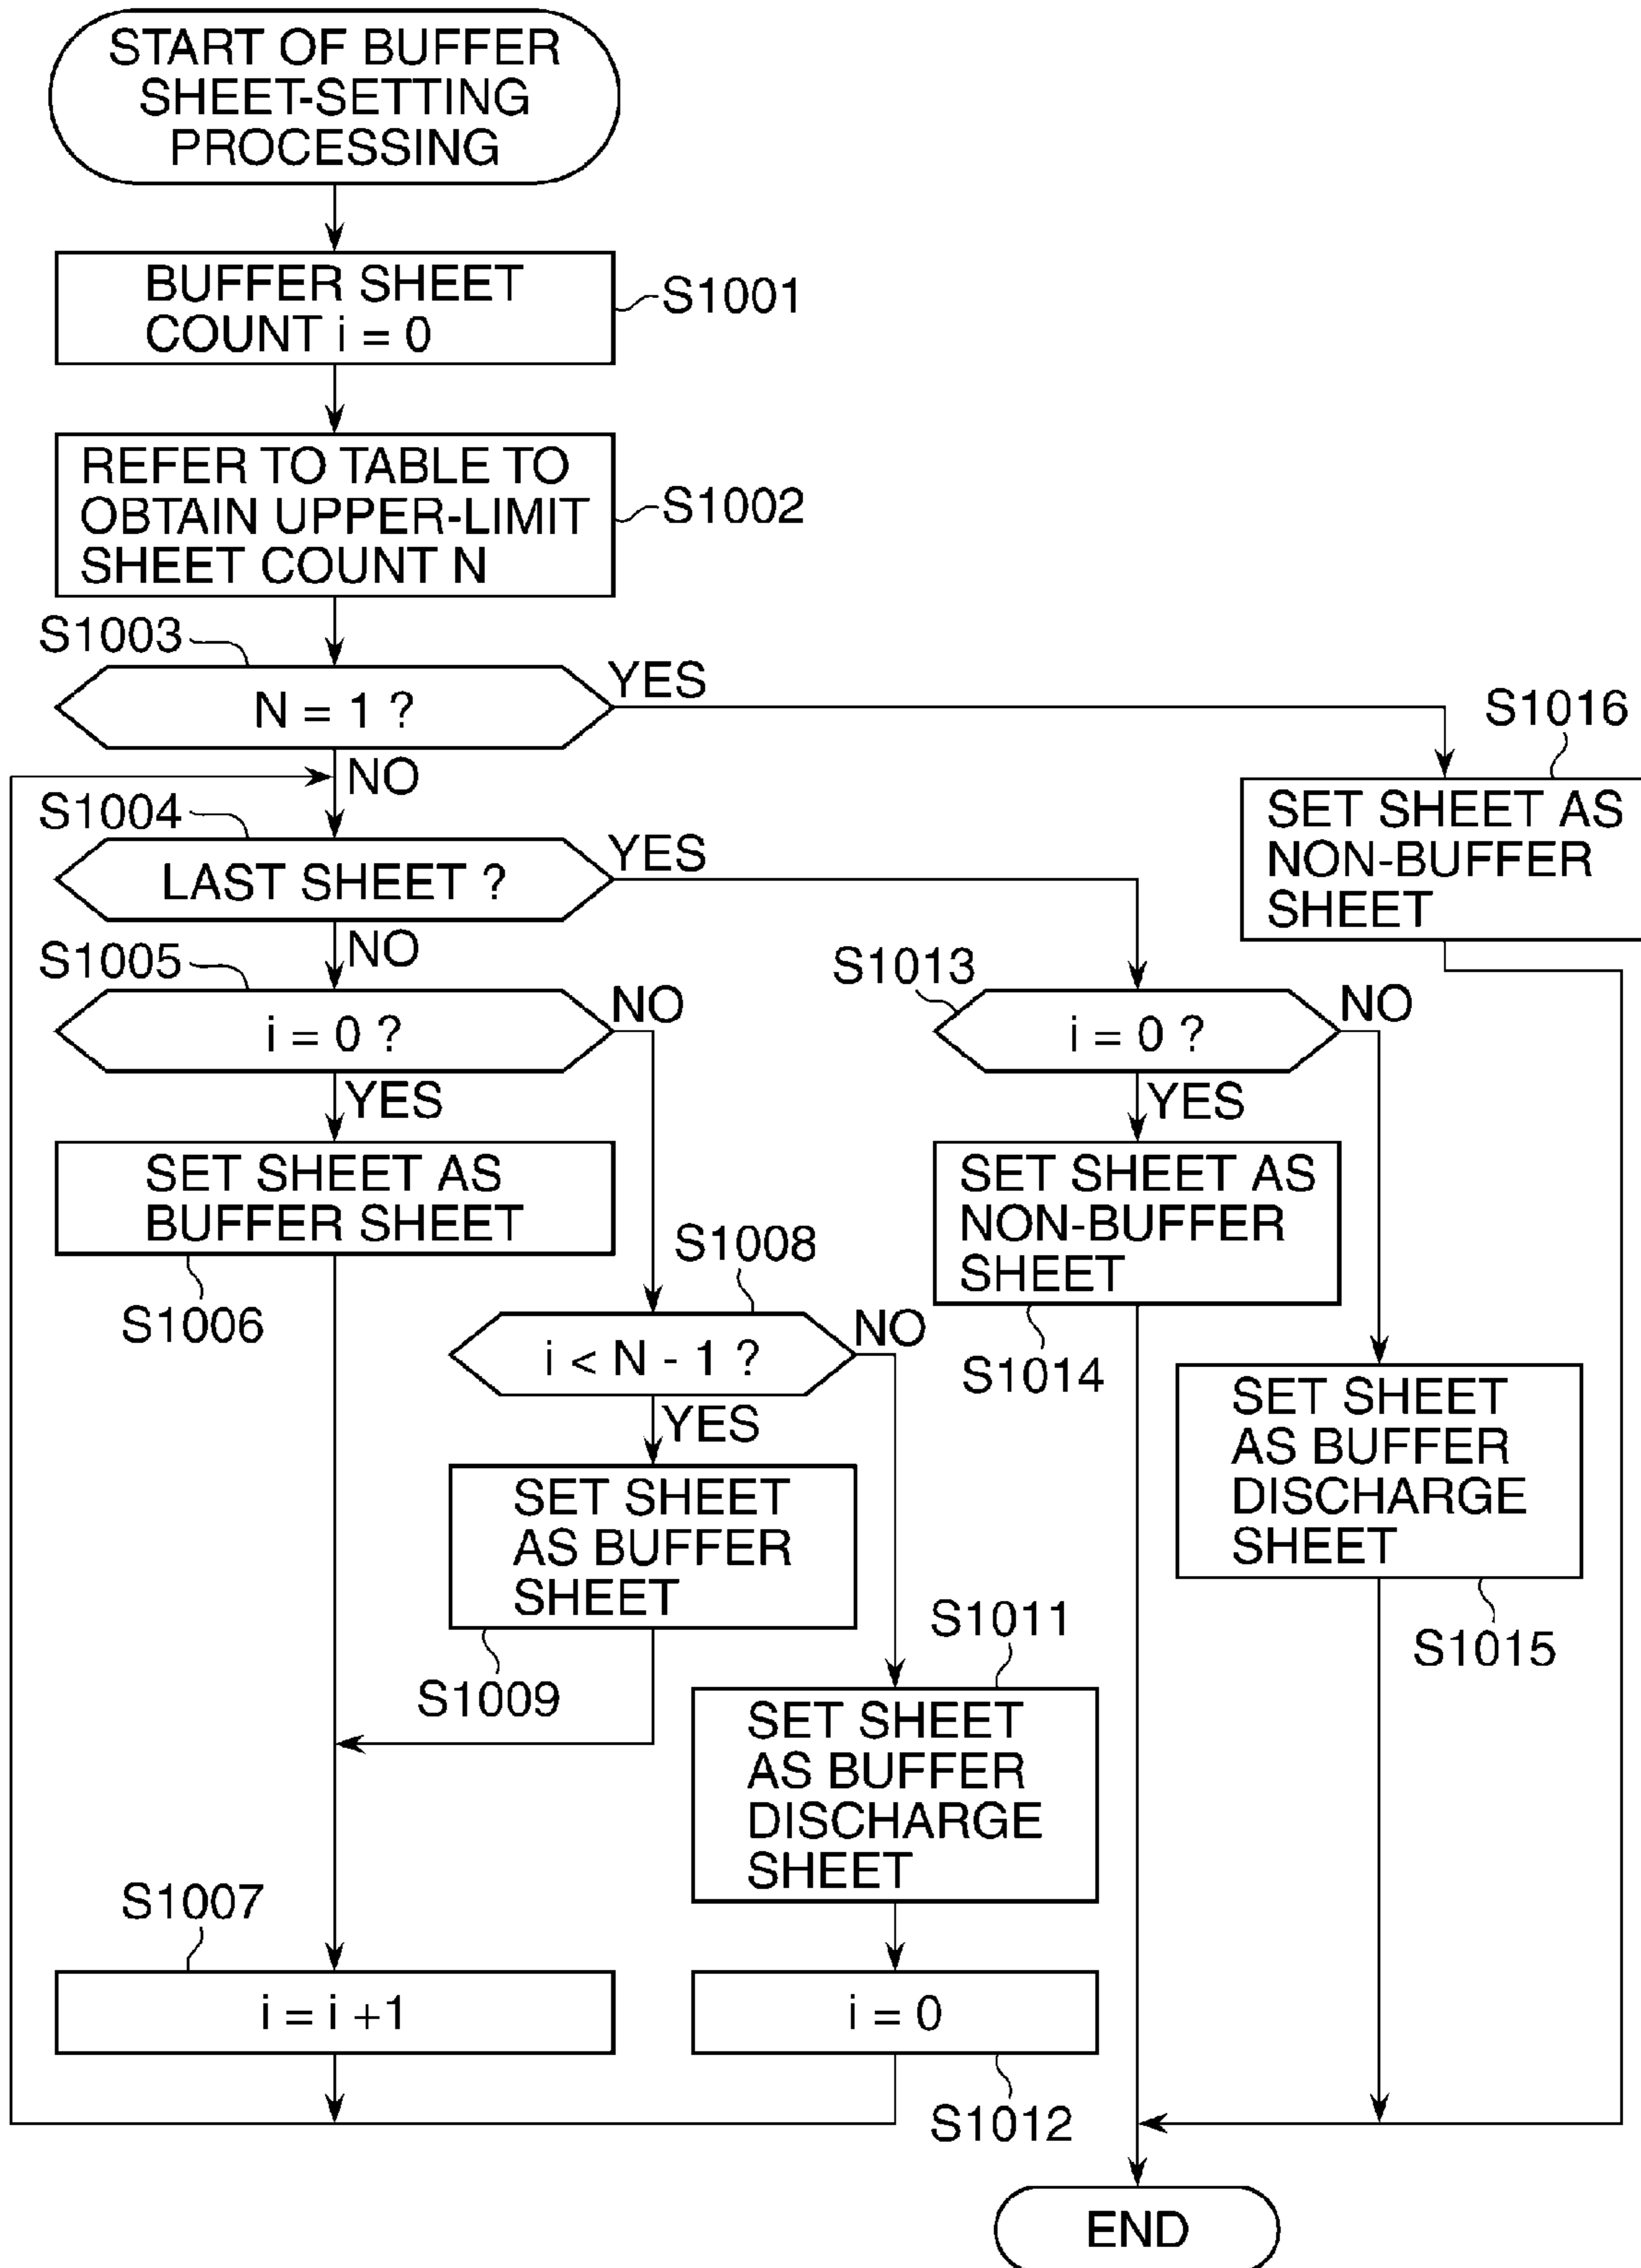 START OF BUFFER
SHEET-SETTING
PROCESSING
BUFFER SHEET
COUNT i = 0
S1001
REFER TO TABLE TO
OBTAIN UPPER-LIMIT
SHEET COUNT N
S1002
S1003
N = 1 ?
YES
NO
S1016
SET SHEET AS
NON-BUFFER
SHEET
S1004
LAST SHEET ?
YES
NO
S1005
i = 0 ?
NO
YES
S1013
i = 0 ?
NO
YES
SET SHEET AS
BUFFER SHEET
S1006
SET SHEET AS
NON-BUFFER
SHEET
S1014
S1008
i < N - 1 ?
NO
YES
SET SHEET
AS BUFFER
DISCHARGE
SHEET
S1015
SET SHEET
AS BUFFER
SHEET
S1009
S1011
SET SHEET
AS BUFFER
DISCHARGE
SHEET
S1007
i = i +1
i = 0
S1012
END